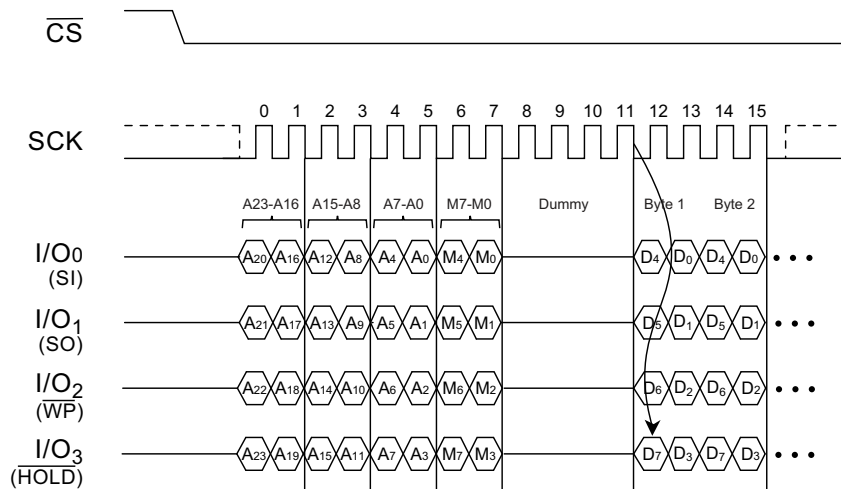 CS
0 1 2 3 4 5 6 7 8 9 10 11 12 13 14 15
SCK
A23-A16 A15-A8 A7-A0 M7-M0 Dummy Byte 1 Byte 2
I/O0 A20 A16 A12 A8 A4 A0 M4 M0 D4 D0 D4 D0
(SI)
I/O1 A21 A17 A13 A9 A5 A1 M5 M1 D5 D1 D5 D1
(SO)
I/O2 A22 A18 A14 A10 A6 A2 M6 M2 D6 D2 D6 D2
(WP)
I/O3 A23 A19 A15 A11 A7 A3 M7 M3 D7 D3 D7 D3
(HOLD)